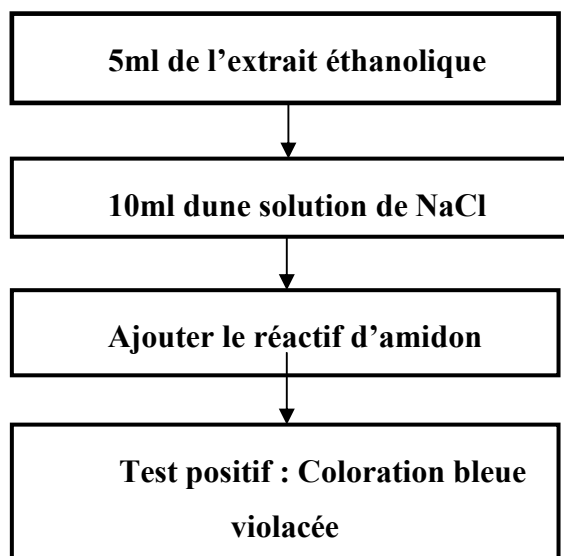 5ml de l’extrait éthanolique
10ml dune solution de NaCl
Ajouter le réactif d’amidon
Test positif : Coloration bleue
violacée